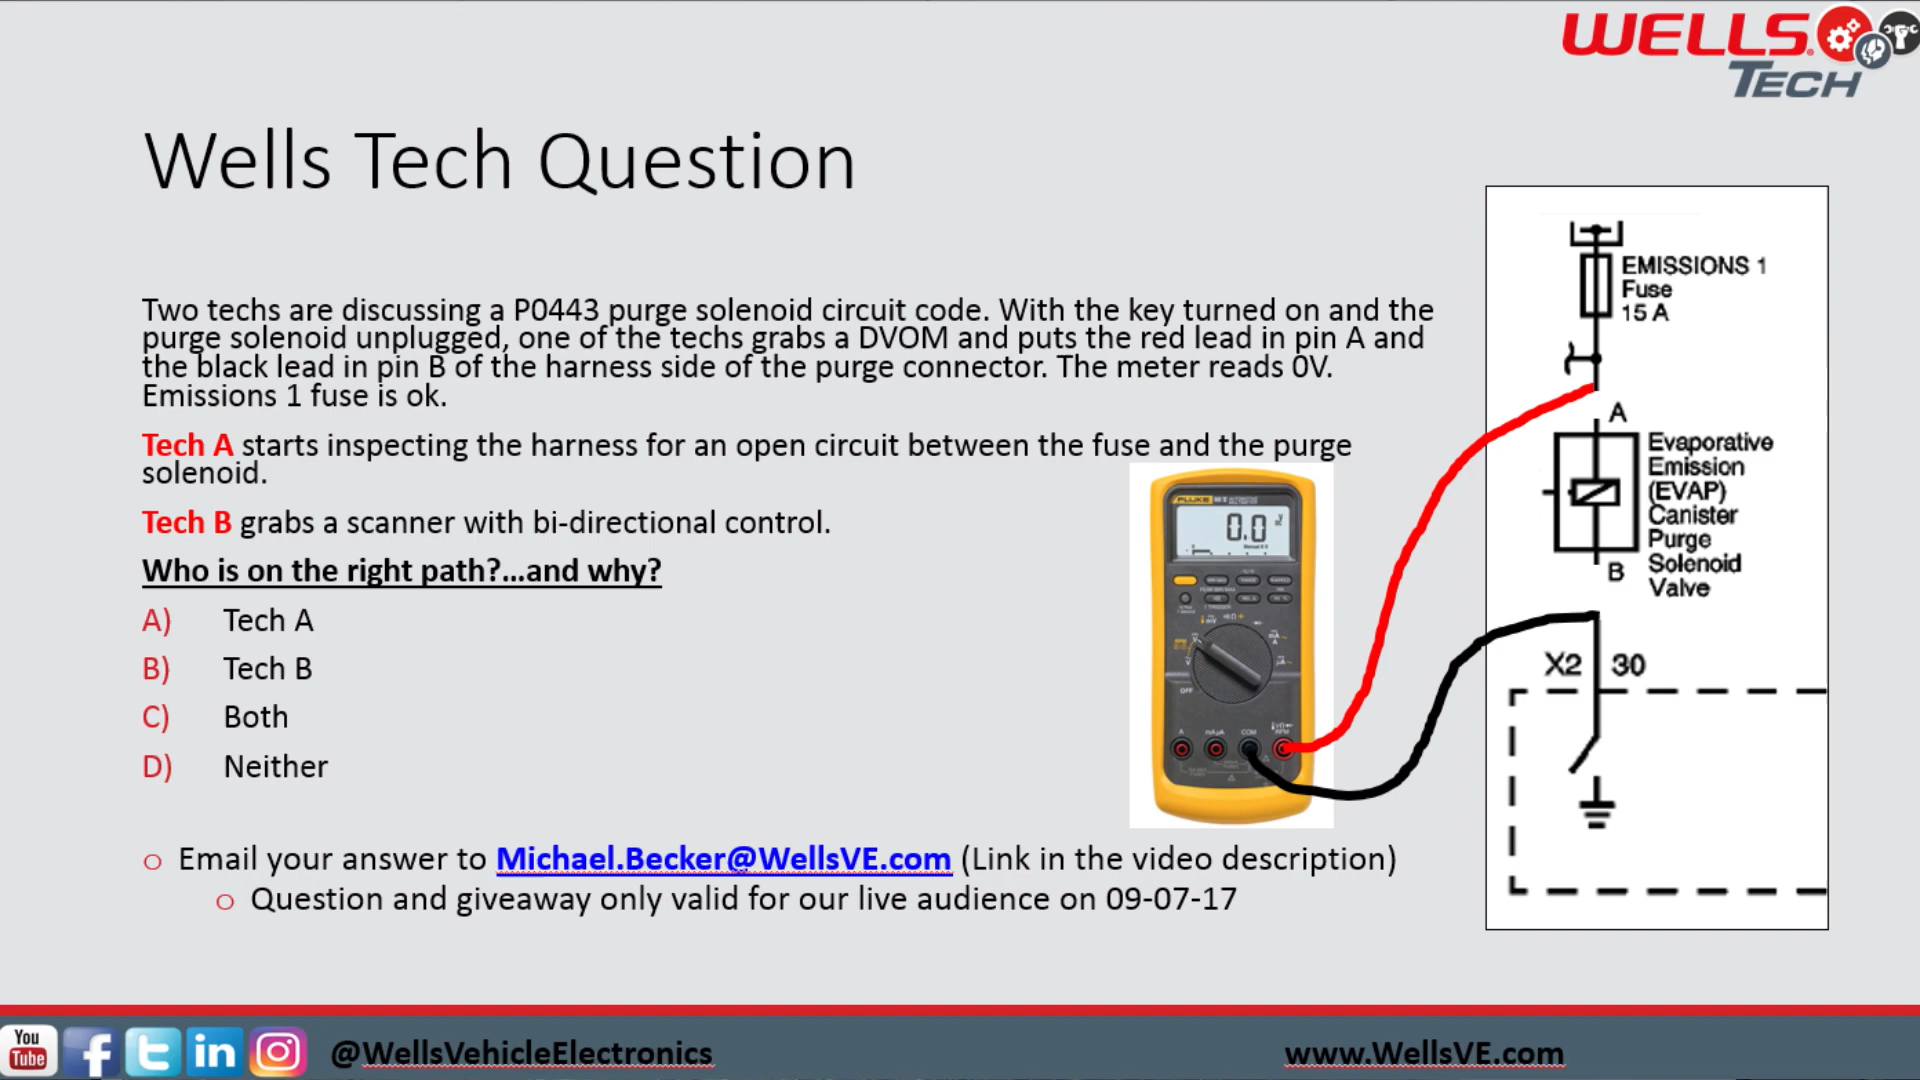 WELLS
TECH
Wells Tech Question
Two techs are discussing a P0443 purge solenoid circuit code. With the key turned on and the
purge solenoid unplugged, one of the techs grabs a DVOM and puts the red lead in pin A and
the black lead in pin B of the harness side of the purge connector. The meter reads 0V.
Emissions 1 fuse is ok.
Tech A starts inspecting the harness for an open circuit between the fuse and the purge
solenoid.
Tech B grabs a scanner with bi-directional control.
Who is on the right path?...and why?
A) Tech A
B) Tech B
C) Both
D) Neither
o Email your answer to Michael.Becker@WellsVE.com (Link in the video description)
o Question and giveaway only valid for our live audience on 09-07-17
EMISSIONS 1
Fuse
15 A
A
Evaporative
Emission
(EVAP)
Canister
Purge
Solenoid
Valve
B
X2 30
FLUKE
0.0
OFF
A mAµA COM
RPM
You
Tube
f t in
@WellsVehicleElectronics
www.WellsVE.com